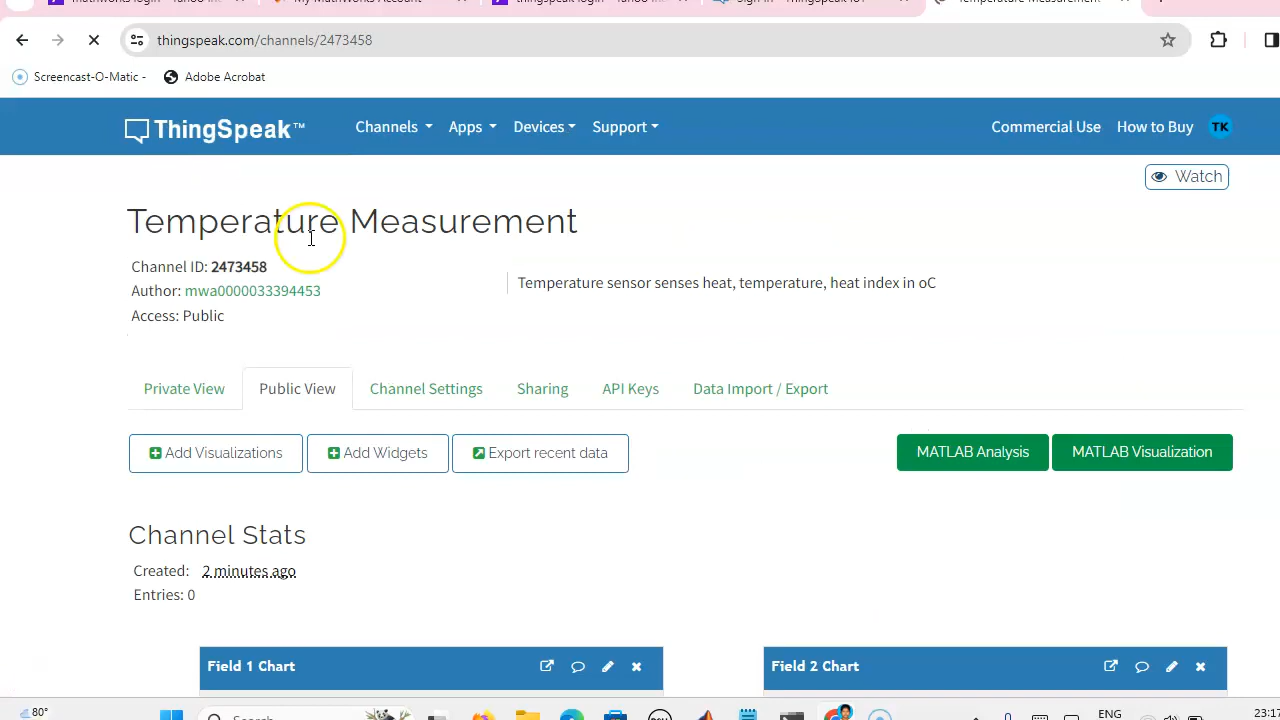 thingspeak.com/channels/2473458
Screencast-O-Matic -
Adobe Acrobat
ThingSpeak™
Channels
Apps
Devices
Support
Commercial Use
How to Buy
TK
Watch
Temperature Measurement
Channel ID: 2473458
Author: mwa0000033394453
Access: Public
Temperature sensor senses heat, temperature, heat index in oC
Private View
Public View
Channel Settings
Sharing
API Keys
Data Import / Export
Add Visualizations
Add Widgets
Export recent data
MATLAB Analysis
MATLAB Visualization
Channel Stats
Created: 2 minutes ago
Entries: 0
Field 1 Chart
Field 2 Chart
80°
Search
ENG